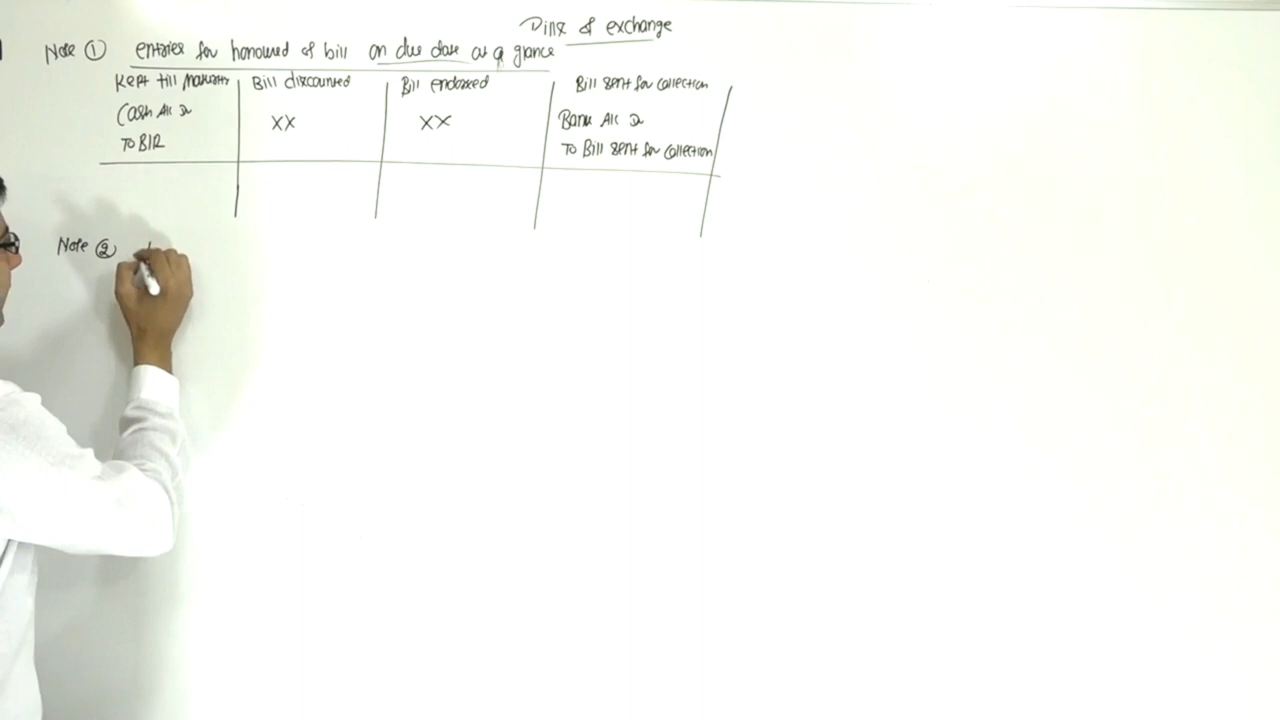 Bills of exchange
Note ① entries for honoured of bill on due date at a glance
Kept till maturity Bill discounted Bill endorsed Bill sent for collection
Cash A/c Dr XX XX Bank A/c Dr
To B/R To Bill sent for collection
Note ②